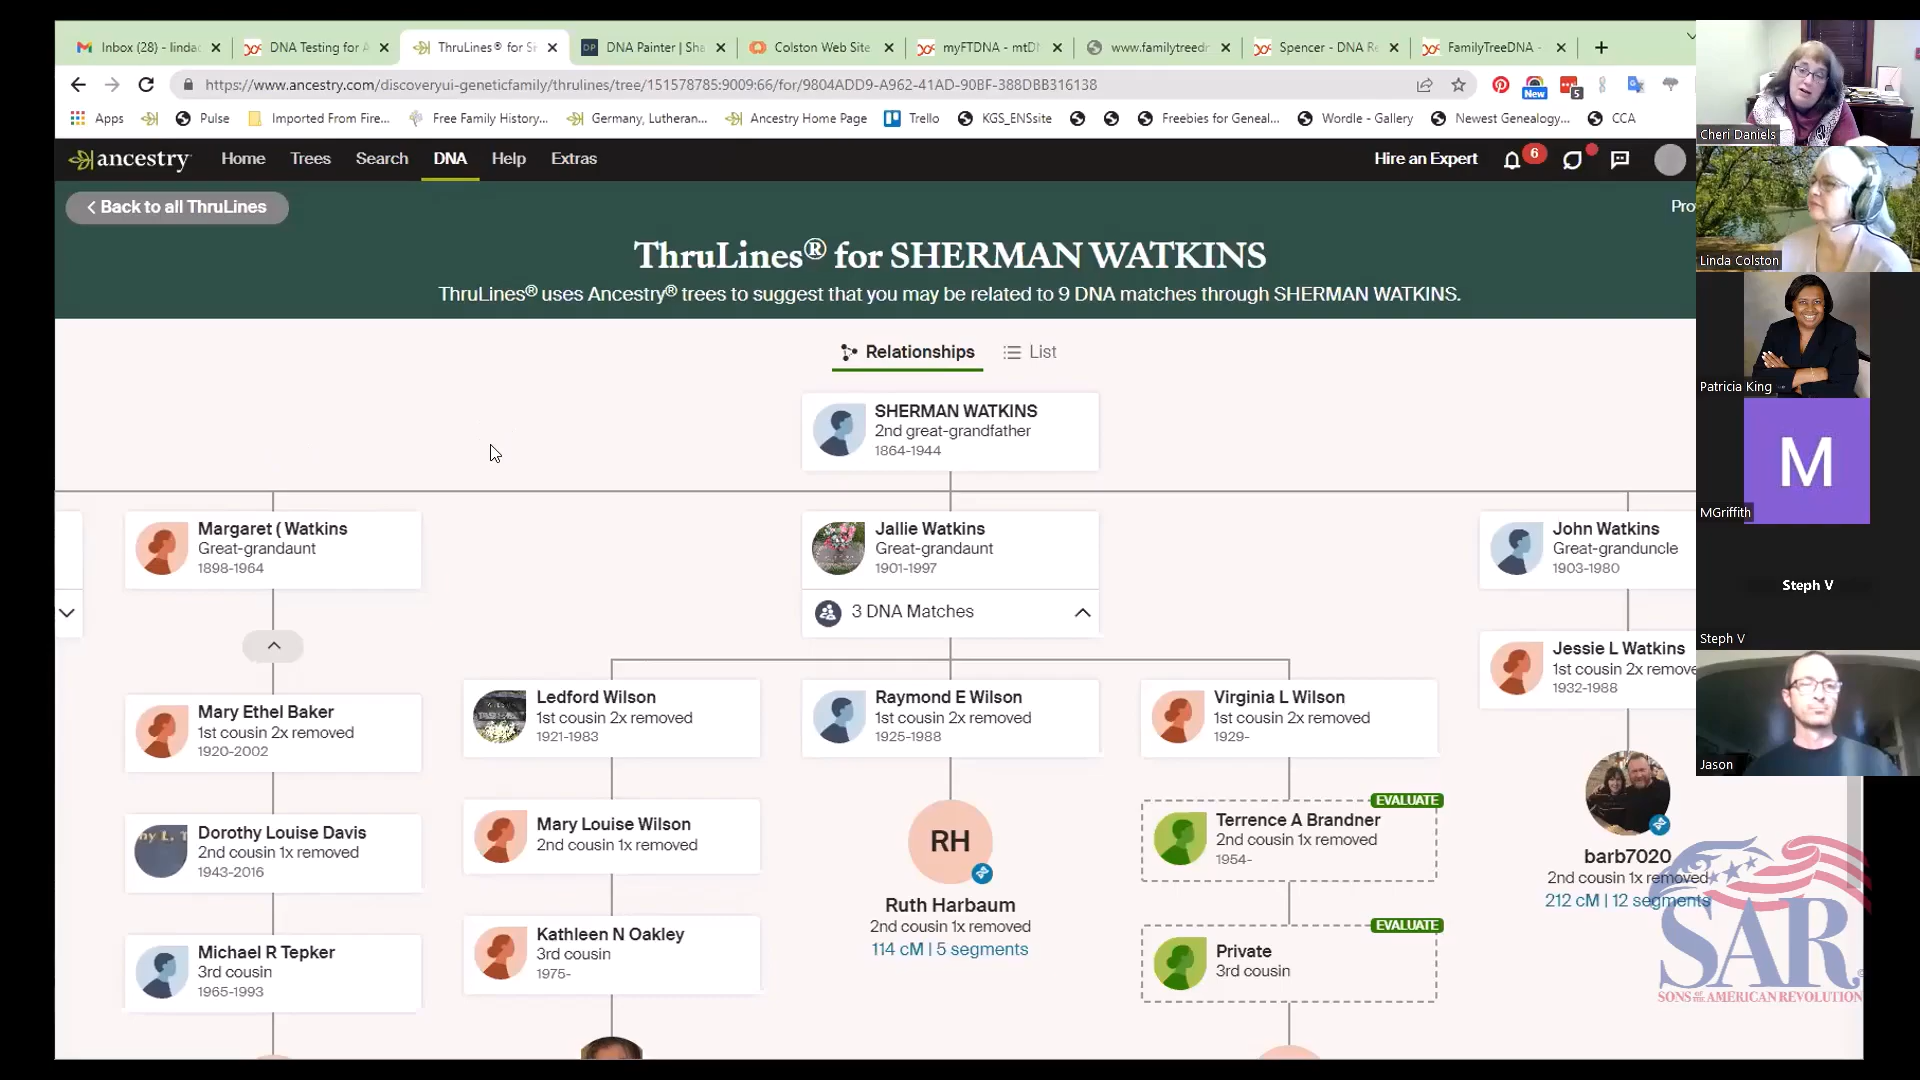 Inbox (28) - linda
DNA Testing for A
ThruLines® for S
DNA Painter | Sha
Colston Web Site
myFTDNA - mtD
www.familytreed
Spencer - DNA R
FamilyTreeDNA -
https://www.ancestry.com/discoveryui-geneticfamily/thrulines/tree/151578785:9009:66/for/9804ADD9-A962-41AD-90BF-388DBB316138
New
5
Apps
Pulse
Imported From Fire...
Free Family History...
Germany, Lutheran...
Ancestry Home Page
Trello
KGS_ENSsite
Freebies for Geneal...
Wordle - Gallery
Newest Genealogy...
CCA
ancestry
Home
Trees
Search
DNA
Help
Extras
Hire an Expert
6
Back to all ThruLines
Pro
ThruLines® for SHERMAN WATKINS
ThruLines® uses Ancestry® trees to suggest that you may be related to 9 DNA matches through SHERMAN WATKINS.
Relationships
List
SHERMAN WATKINS
2nd great-grandfather
1864-1944
Margaret ( Watkins
Great-grandaunt
1898-1964
Jallie Watkins
Great-grandaunt
1901-1997
3 DNA Matches
John Watkins
Great-granduncle
1903-1980
Jessie L Watkins
1st cousin 2x remove
1932-1988
Mary Ethel Baker
1st cousin 2x removed
1920-2002
Ledford Wilson
1st cousin 2x removed
1921-1983
Raymond E Wilson
1st cousin 2x removed
1925-1988
Virginia L Wilson
1st cousin 2x removed
1929-
Dorothy Louise Davis
2nd cousin 1x removed
1943-2016
Mary Louise Wilson
2nd cousin 1x removed
RH
Ruth Harbaum
2nd cousin 1x removed
114 cM | 5 segments
EVALUATE
Terrence A Brandner
2nd cousin 1x removed
1954-
barb7020
2nd cousin 1x removed
212 cM | 12 segments
Michael R Tepker
3rd cousin
1965-1993
Kathleen N Oakley
3rd cousin
1975-
EVALUATE
Private
3rd cousin
Cheri Daniels
Linda Colston
Patricia King
M
MGriffith
Steph V
Steph V
Jason
SAR
SONS OF THE AMERICAN REVOLUTION